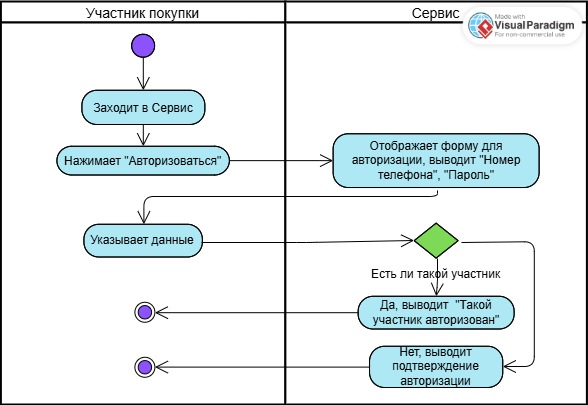 Участник покупки
Сервис
Made with
Visual Paradigm
For non-commercial use
Заходит в Сервис
Нажимает "Авторизоваться"
Отображает форму для
авторизации, выводит "Номер
телефона", "Пароль"
Указывает данные
Есть ли такой участник
Да, выводит "Такой
участник авторизован"
Нет, выводит
подтверждение
авторизации